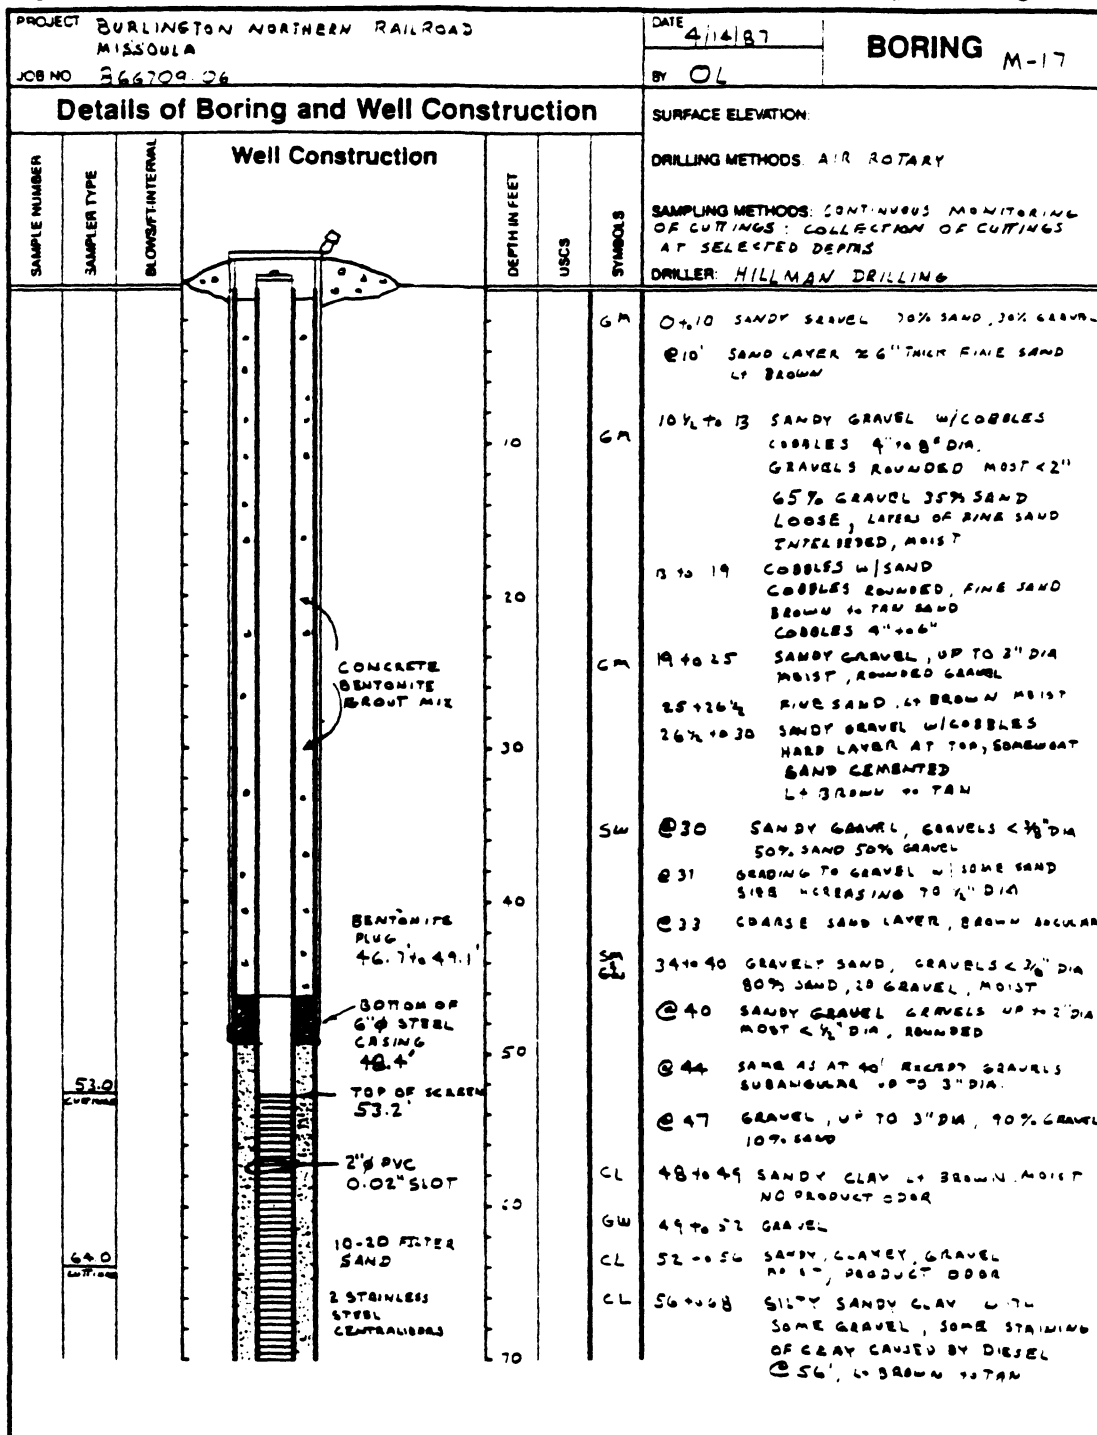 PROJECT BURLINGTON NORTHERN RAILROAD
MISSOULA
JOB NO 866709.06
DATE 4/14/87
BY OL
BORING M-17
Details of Boring and Well Construction
SAMPLE NUMBER
SAMPLER TYPE
BLOWS/FT-INTERVAL
Well Construction
DEPTH IN FEET
USCS
SYMBOLS
SURFACE ELEVATION:
DRILLING METHODS: AIR ROTARY
SAMPLING METHODS: CONTINUOUS MONITORING
OF CUTTINGS: COLLECTION OF CUTTINGS
AT SELECTED DEPTHS
DRILLER: HILLMAN DRILLING
GM 0 to 10 SANDY GRAVEL 70% SAND, 30% GRAVEL
@10' SAND LAYER ≈ 6" THICK FINE SAND
Lt BROWN
10
GM 10½ to 13 SANDY GRAVEL W/COBBLES
COBBLES 4" to 8" DIA.
GRAVELS ROUNDED MOST <2"
65% GRAVEL 35% SAND
LOOSE, LAYERS OF FINE SAND
INTERBEDED, MOIST
13 to 19 COBBLES W/SAND
COBBLES ROUNDED, FINE SAND
BROWN to TAN SAND
COBBLES 4" to 6"
20
GM 19 to 25 SANDY GRAVEL, UP TO 3" DIA
MOIST, ROUNDED GRAVEL
25 to 26½ FINE SAND, Lt BROWN MOIST
26½ to 30 SANDY GRAVEL W/COBBLES
HARD LAYER AT TOP, SOMEWHAT
SAND CEMENTED
Lt BROWN to TAN
CONCRETE
BENTONITE
GROUT MIX
30
SW @30 SANDY GRAVEL, GRAVELS < 3/8" DIA
50% SAND 50% GRAVEL
@31 GRADING TO GRAVEL W/ SOME SAND
SIZE INCREASING TO ½" DIA
@33 COARSE SAND LAYER, BROWN ANGULAR
40
BENTONITE
PLUG
46.7 to 49.1'
SM
GW 34 to 40 GRAVELY SAND, GRAVELS < 3/8" DIA
80% SAND, 20 GRAVEL, MOIST
@40 SANDY GRAVEL GRAVELS UP to 2" DIA
MOST < ½" DIA, ROUNDED
BOTTOM OF
6"ø STEEL
CASING
48.4'
50
@44 SAME AS AT 40' EXCEPT GRAVELS
SUBANGULAR UP TO 3" DIA.
@47 GRAVEL, UP TO 3" DIA, 90% GRAVEL
10% SAND
53.0
CUTTINGS
TOP OF SCREEN
53.2'
2"ø PVC
0.02" SLOT
CL 48 to 49 SANDY CLAY Lt BROWN MOIST
NO PRODUCT ODOR
60
GW 49 to 52 GRAVEL
64.0
CUTTINGS
10-20 FILTER
SAND
CL 52 to 56 SANDY, CLAYEY, GRAVEL
MOIST, PRODUCT ODOR
2 STAINLESS
STEEL
CENTRALIZORS
CL 56 to 68 SILTY SANDY CLAY WITH
SOME GRAVEL, SOME STAINING
OF CLAY CAUSED BY DIESEL
@56', Lt BROWN to TAN
70